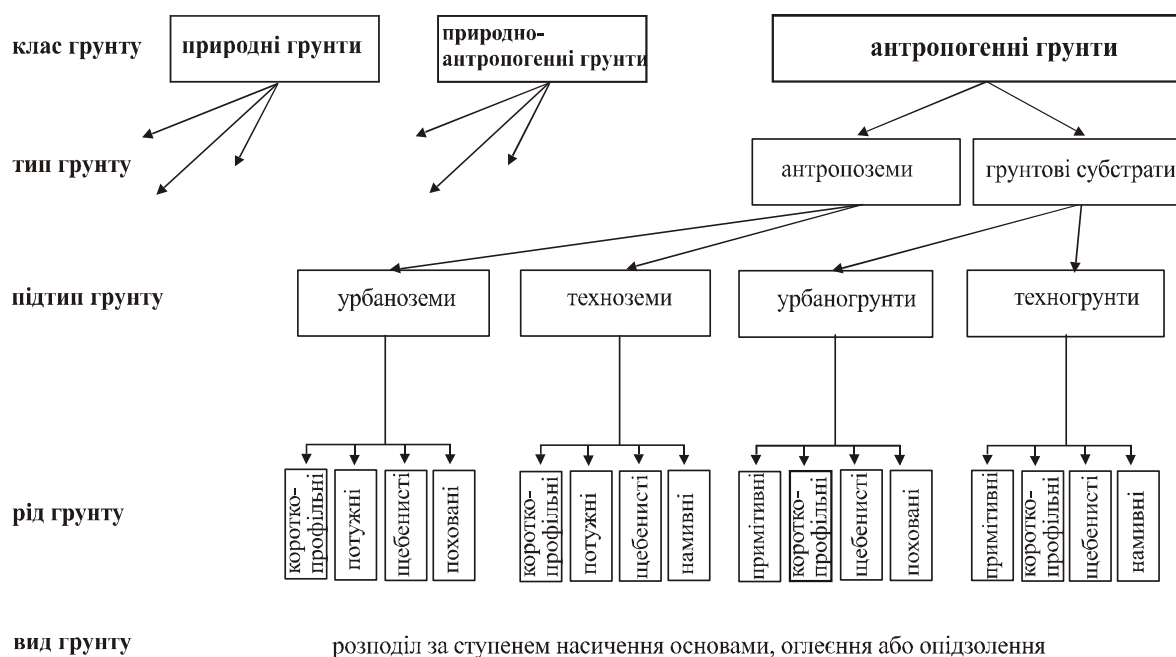 клас грунту
природні грунти
природно-
антропогенні грунти
антропогенні грунти
тип грунту
антропоземи
грунтові субстрати
підтип грунту
урбаноземи
техноземи
урбаногрунти
техногрунти
рід грунту
коротко-
профільні
потужні
щебенисті
поховані
коротко-
профільні
потужні
щебенисті
намивні
примітивні
коротко-
профільні
щебенисті
поховані
примітивні
коротко-
профільні
щебенисті
намивні
вид грунту
розподіл за ступенем насичення основами, оглеєння або опідзолення